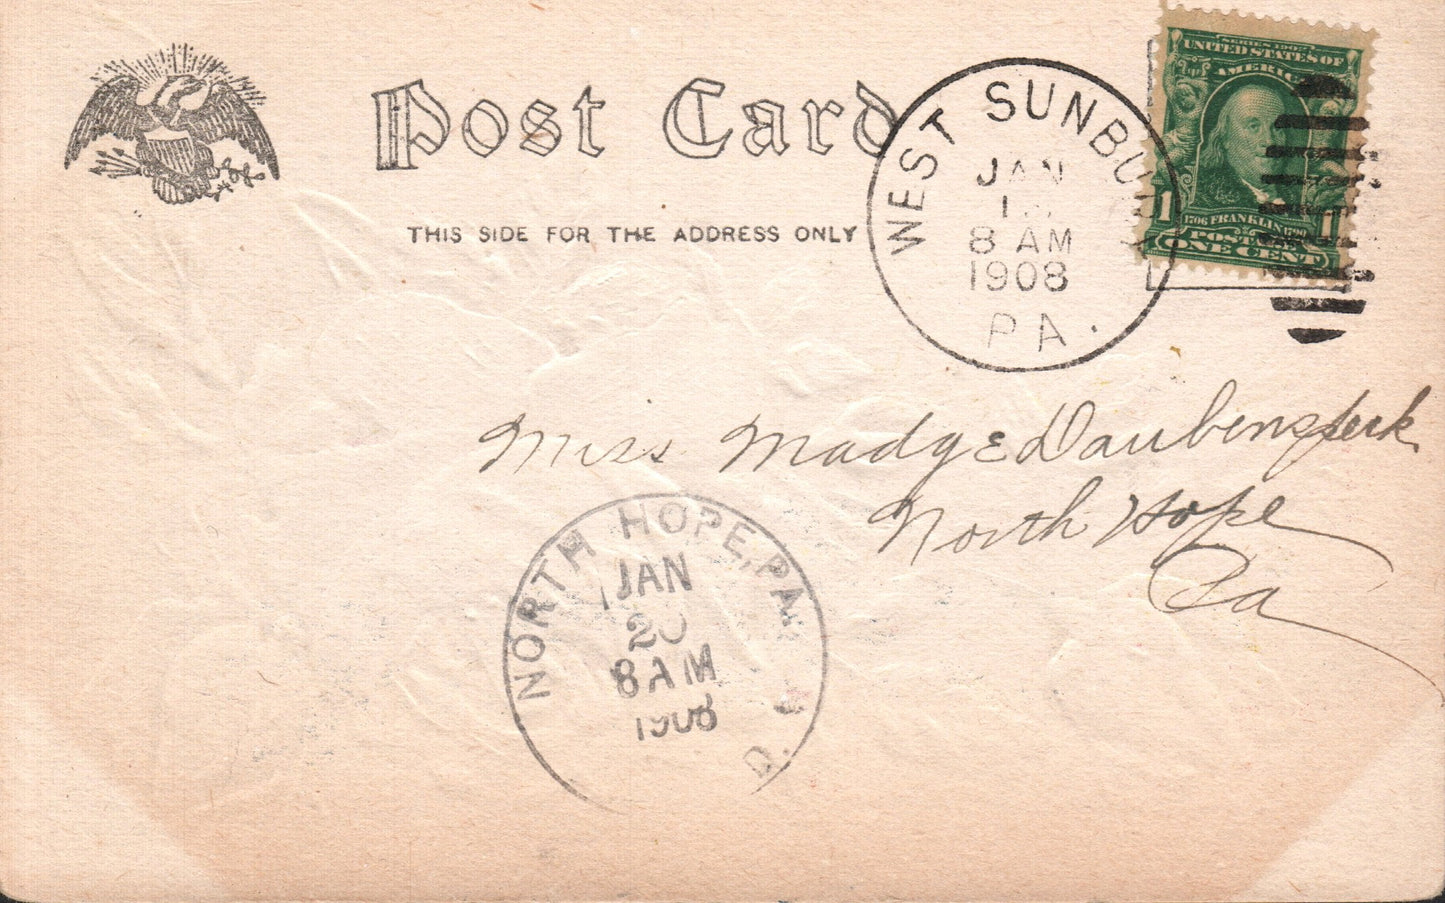 Post Card
THIS SIDE FOR THE ADDRESS ONLY
WEST SUNBURY
JAN
8 AM
1908
PA.
SERIES 1902
UNITED STATES OF
AMERICA
1 1
1706 FRANKLIN 1790
POSTAGE
ONE CENT
Miss Madge Daubenspeck
North Hope
Pa
NORTH HOPE, PA.
JAN
20
8 AM
1908